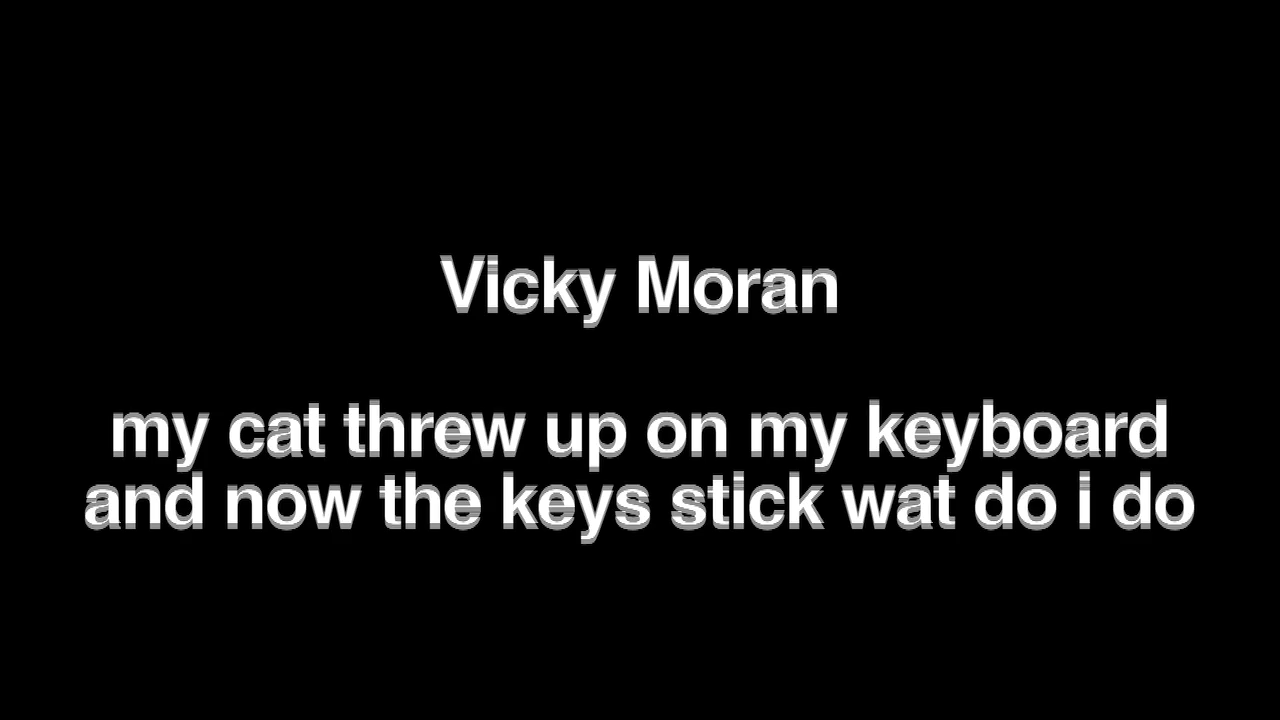 Vicky Moran
my cat threw up on my keyboard
and now the keys stick wat do i do